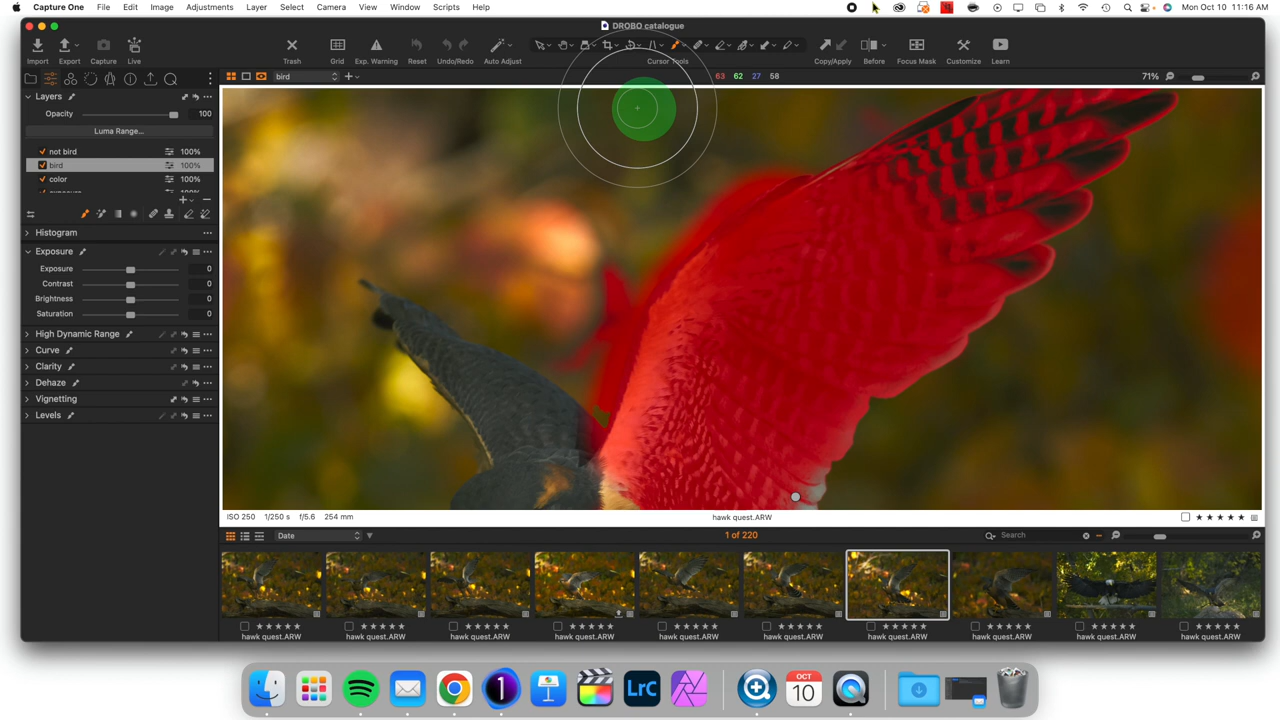 Capture One File Edit Image Adjustments Layer Select Camera View Window Scripts Help Mon Oct 10 11:16 AM
DROBO catalogue
Import Export Capture Live Trash Grid Exp. Warning Reset Undo/Redo Auto Adjust Cursor Tools Copy/Apply Before Focus Mask Customize Learn
bird 63 62 27 58 71%
Layers
Opacity 100
Luma Range...
not bird 100%
bird 100%
color 100%
Histogram
Exposure
Exposure 0
Contrast 0
Brightness 0
Saturation 0
High Dynamic Range
Curve
Clarity
Dehaze
Vignetting
Levels
ISO 250 1/250 s f/5.6 254 mm hawk quest.ARW
Date 1 of 220 Search
hawk quest.ARW hawk quest.ARW hawk quest.ARW hawk quest.ARW hawk quest.ARW hawk quest.ARW hawk quest.ARW hawk quest.ARW hawk quest.ARW hawk quest.ARW
1 LrC OCT 10